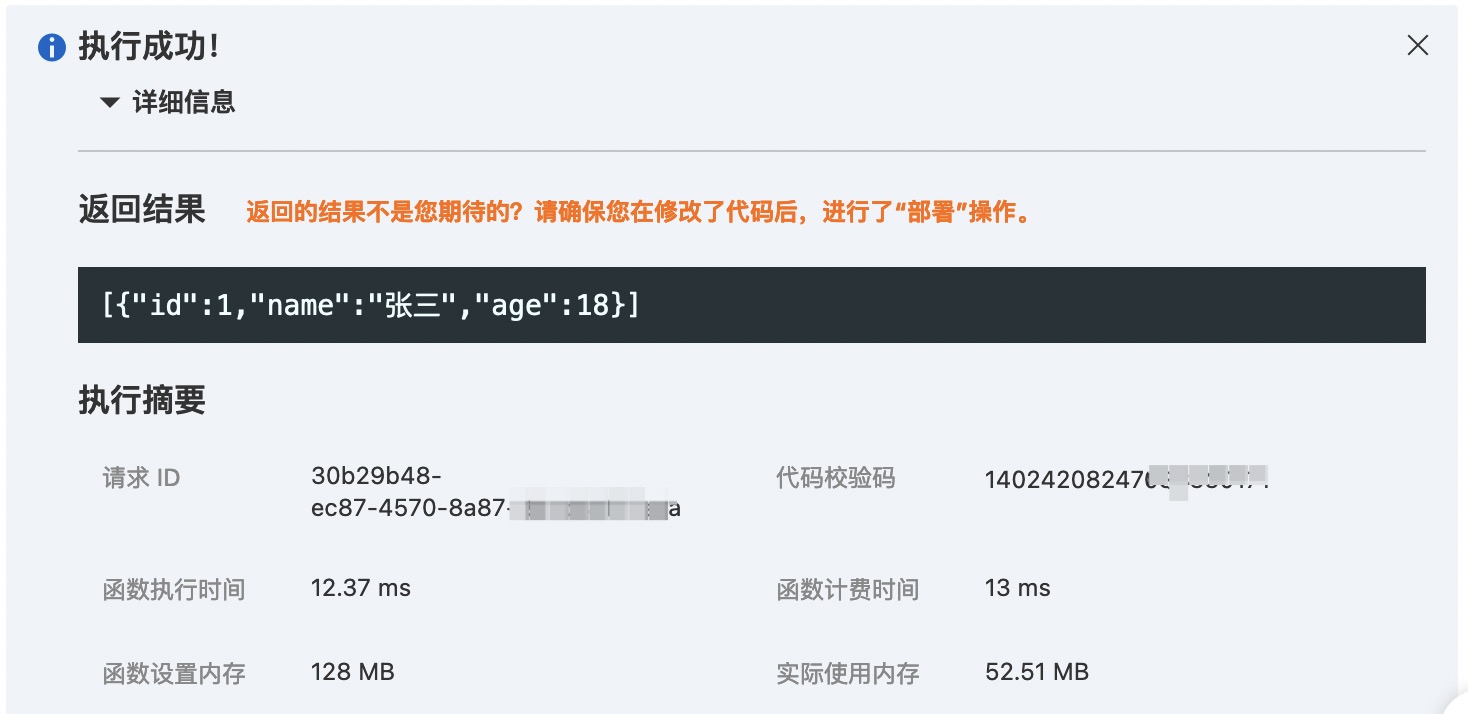 执行成功！
详细信息
返回结果 返回的结果不是您期待的？请确保您在修改了代码后，进行了“部署”操作。
[{"id":1,"name":"张三","age":18}]
执行摘要
请求 ID 30b29b48- 代码校验码 1402420824
ec87-4570-8a87-
函数执行时间 12.37 ms 函数计费时间 13 ms
函数设置内存 128 MB 实际使用内存 52.51 MB